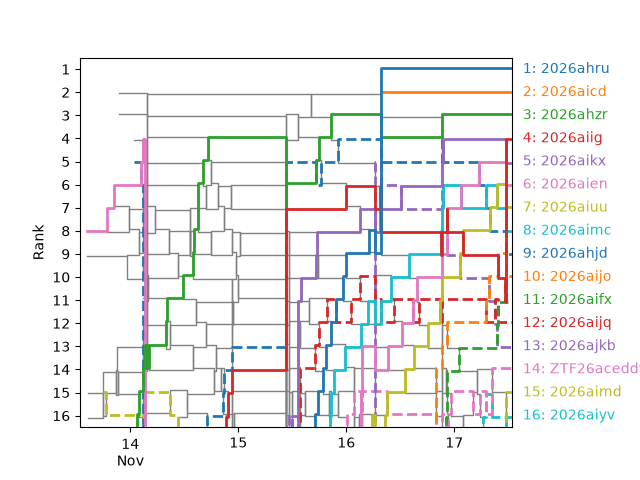 1
2
3
4
5
6
7
8
9
10
11
12
13
14
15
16
Rank
14
15
16
17
Nov
1: 2026ahru
2: 2026aicd
3: 2026ahzr
4: 2026aiig
5: 2026aikx
6: 2026aien
7: 2026aiuu
8: 2026aimc
9: 2026ahjd
10: 2026aijo
11: 2026aifx
12: 2026aijq
13: 2026ajkb
14: ZTF26acedd
15: 2026aimd
16: 2026aiyv